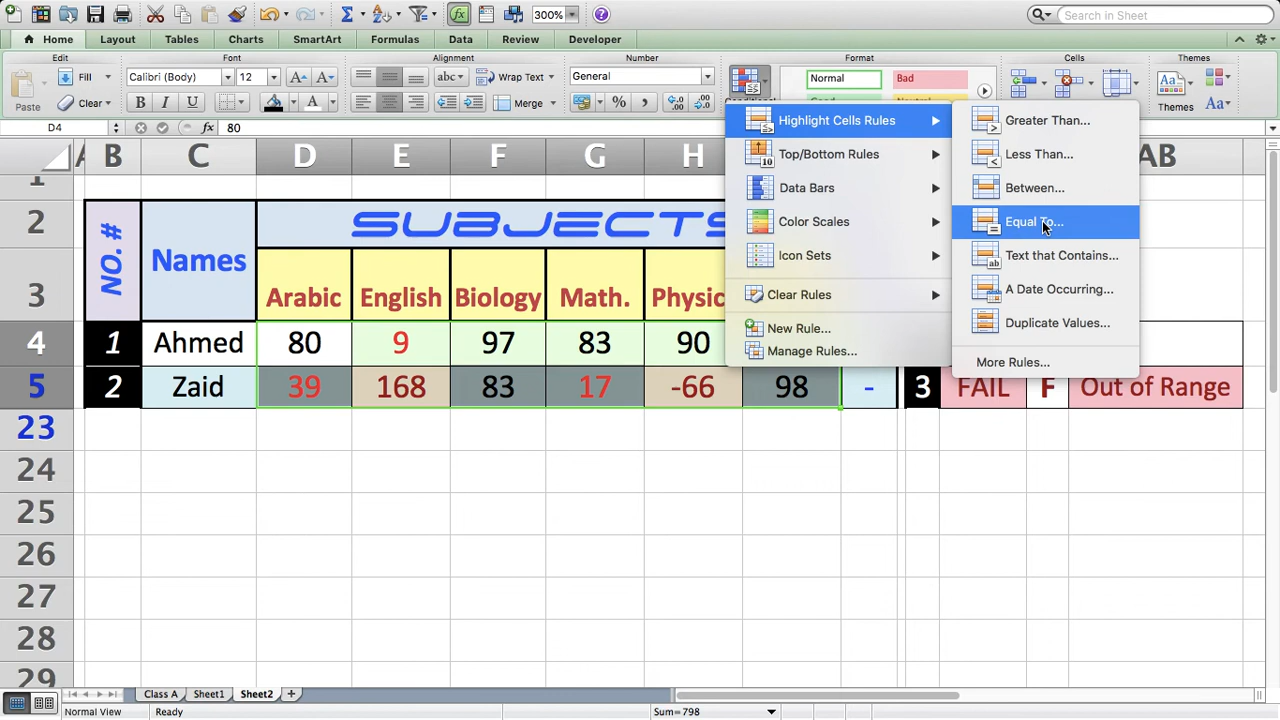 300%
Search in Sheet
Home Layout Tables Charts SmartArt Formulas Data Review Developer
Edit Font Alignment Number Format Cells Themes
Fill Calibri (Body) 12 A A abc Wrap Text General Normal Bad
Paste Clear B I U A Merge % Themes Aa
D4 fx 80
B C D E F G H AB
Highlight Cells Rules
Top/Bottom Rules
Data Bars
Color Scales
Icon Sets
Clear Rules
New Rule...
Manage Rules...
Greater Than...
Less Than...
Between...
Equal To...
Text that Contains...
A Date Occurring...
Duplicate Values...
More Rules...
1
2 NO. # Names SUBJECTS
3 Arabic English Biology Math. Physic
4 1 Ahmed 80 9 97 83 90
5 2 Zaid 39 168 83 17 -66 98 - 3 FAIL F Out of Range
23
24
25
26
27
28
29
Class A Sheet1 Sheet2
Normal View Ready Sum=798